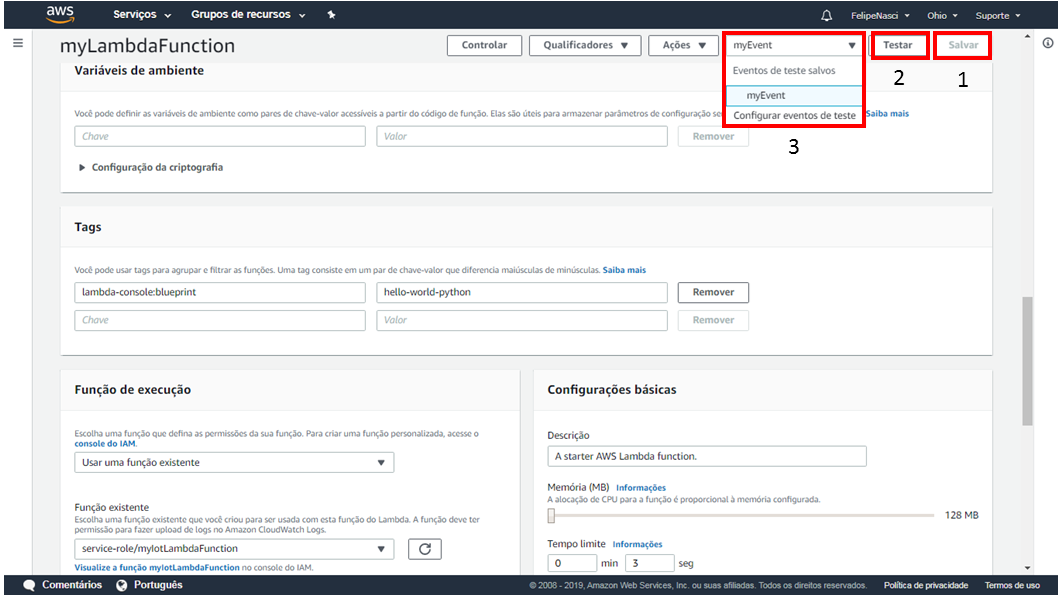 aws Serviços Grupos de recursos FelipeNasci Ohio Suporte
myLambdaFunction Controlar Qualificadores Ações myEvent Testar Salvar
Eventos de teste salvos
2 1
myEvent
Configurar eventos de teste
3
Variáveis de ambiente
Você pode definir as variáveis de ambiente como pares de chave-valor acessíveis a partir do código de função. Elas são úteis para armazenar parâmetros de configuração se Saiba mais
Chave Valor Remover
Configuração da criptografia
Tags
Você pode usar tags para agrupar e filtrar as funções. Uma tag consiste em um par de chave-valor que diferencia maiúsculas de minúsculas. Saiba mais
lambda-console:blueprint hello-world-python Remover
Chave Valor Remover
Função de execução
Escolha uma função que defina as permissões da sua função. Para criar uma função personalizada, acesse o
console do IAM.
Usar uma função existente
Função existente
Escolha uma função existente que você criou para ser usada com esta função do Lambda. A função deve ter
permissão para fazer upload de logs no Amazon CloudWatch Logs.
service-role/myIotLambdaFunction
Visualize a função myIotLambdaFunction no console do IAM.
Configurações básicas
Descrição
A starter AWS Lambda function.
Memória (MB) Informações
A alocação de CPU para a função é proporcional à memória configurada.
128 MB
Tempo limite Informações
0 min 3 seg
Comentários Português © 2008 - 2019, Amazon Web Services, Inc. ou suas afiliadas. Todos os direitos reservados. Política de privacidade Termos de uso